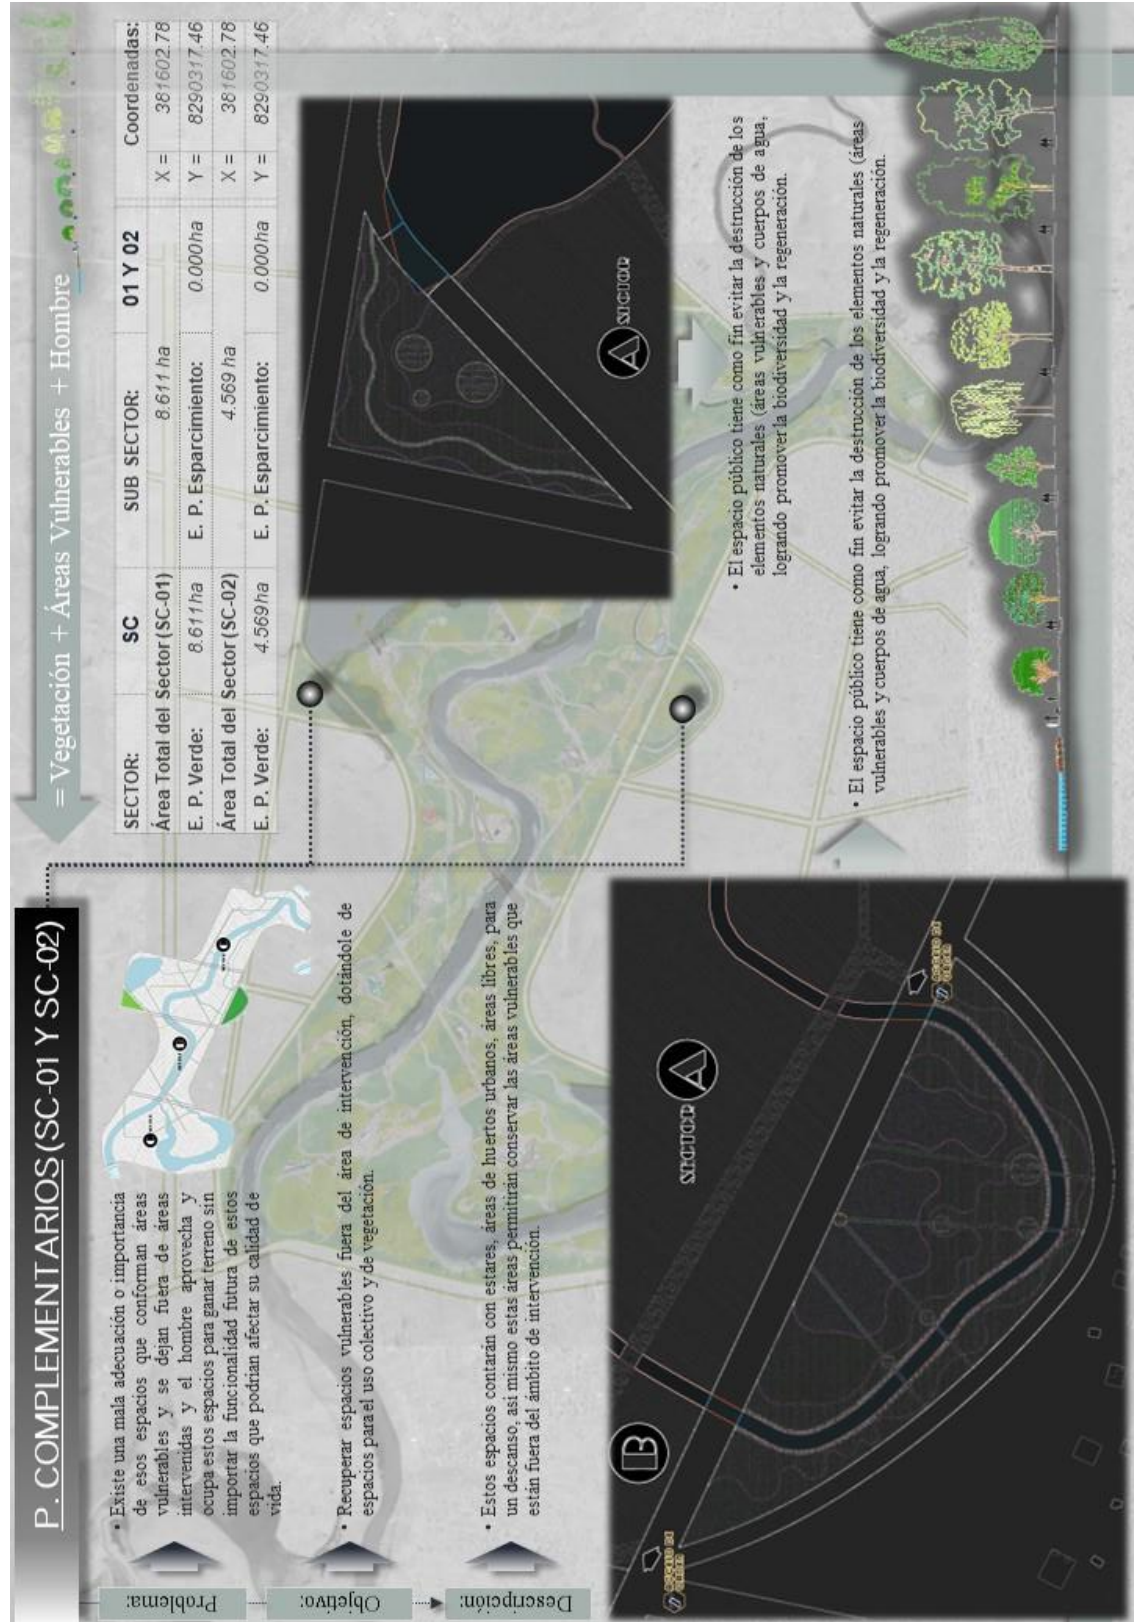 P. COMPLEMENTARIOS (SC-01 Y SC-02)
= Vegetación + Áreas Vulnerables + Hombre
Problema:
• Existe una mala adecuación o importancia
de esos espacios que conforman áreas
vulnerables y se dejan fuera de áreas
intervenidas y el hombre aprovecha y
ocupa estos espacios para ganar terreno sin
importar la funcionalidad futura de estos
espacios que podrían afectar su calidad de
vida.
Objetivo:
• Recuperar espacios vulnerables fuera del área de intervención, dotándole de
espacios para el uso colectivo y de vegetación.
Descripción:
• Estos espacios contarán con estares, áreas de huertos urbanos, áreas libres, para
un descanso, así mismo estas áreas permitirán conservar las áreas vulnerables que
están fuera del ámbito de intervención.
SECTOR: SC SUB SECTOR: 01 Y 02 Coordenadas:
Área Total del Sector (SC-01) 8.611 ha X = 381602.78
E. P. Verde: 8.611ha E. P. Esparcimiento: 0.000ha Y = 8290317.46
Área Total del Sector (SC-02) 4.569 ha X = 381602.78
E. P. Verde: 4.569ha E. P. Esparcimiento: 0.000ha Y = 8290317.46
A
SECTOR
• El espacio público tiene como fin evitar la destrucción de los
elementos naturales (áreas vulnerables y cuerpos de agua,
logrando promover la biodiversidad y la regeneración.
• El espacio público tiene como fin evitar la destrucción de los elementos naturales (áreas
vulnerables y cuerpos de agua, logrando promover la biodiversidad y la regeneración.
B
SECTOR A